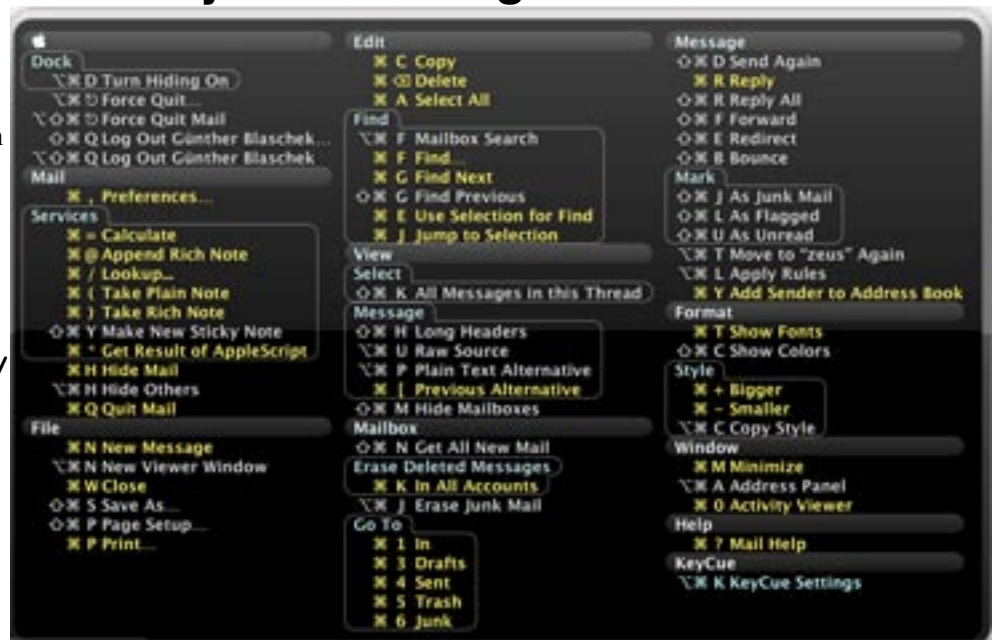 Dock
⌥⌘D Turn Hiding On
⌥⌘⎋ Force Quit...
⌥⇧⌘⎋ Force Quit Mail
⇧⌘Q Log Out Günther Blaschek...
⌥⇧⌘Q Log Out Günther Blaschek
Mail
⌘, Preferences...
Services
⌘= Calculate
⌘@ Append Rich Note
⌘/ Lookup...
⌘( Take Plain Note
⌘) Take Rich Note
⇧⌘Y Make New Sticky Note
⌘* Get Result of AppleScript
⌘H Hide Mail
⌥⌘H Hide Others
⌘Q Quit Mail
File
⌘N New Message
⌥⌘N New Viewer Window
⌘W Close
⇧⌘S Save As...
⇧⌘P Page Setup...
⌘P Print...
Edit
⌘C Copy
⌘⌫ Delete
⌘A Select All
Find
⌥⌘F Mailbox Search
⌘F Find...
⌘G Find Next
⇧⌘G Find Previous
⌘E Use Selection for Find
⌘J Jump to Selection
View
Select
⇧⌘K All Messages in this Thread
Message
⇧⌘H Long Headers
⌥⌘U Raw Source
⌥⌘P Plain Text Alternative
⌘[ Previous Alternative
⇧⌘M Hide Mailboxes
Mailbox
⇧⌘N Get All New Mail
Erase Deleted Messages
⌘K In All Accounts
⌥⌘J Erase Junk Mail
Go To
⌘1 In
⌘3 Drafts
⌘4 Sent
⌘5 Trash
⌘6 Junk
Message
⇧⌘D Send Again
⌘R Reply
⇧⌘R Reply All
⇧⌘F Forward
⇧⌘E Redirect
⇧⌘B Bounce
Mark
⇧⌘J As Junk Mail
⇧⌘L As Flagged
⇧⌘U As Unread
⌥⌘T Move to "zeus" Again
⌥⌘L Apply Rules
⌘Y Add Sender to Address Book
Format
⌘T Show Fonts
⇧⌘C Show Colors
Style
⌘+ Bigger
⌘- Smaller
⌥⌘C Copy Style
Window
⌘M Minimize
⌥⌘A Address Panel
⌘0 Activity Viewer
Help
⌘? Mail Help
KeyCue
⌥⌘K KeyCue Settings